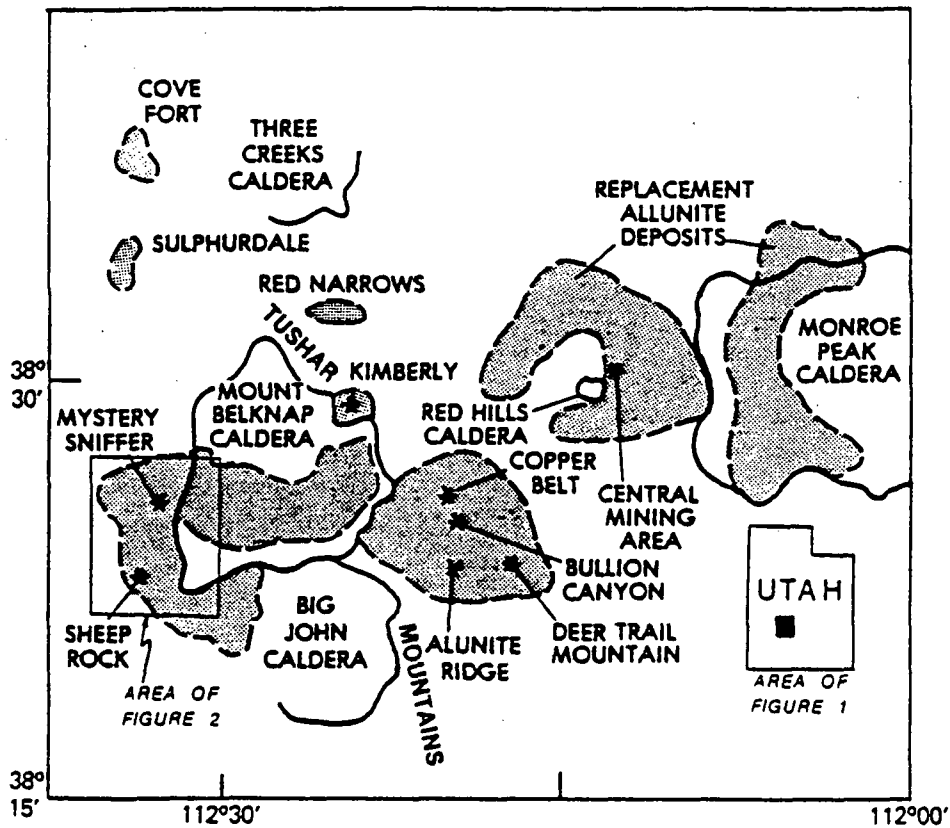 COVE
FORT
THREE
CREEKS
CALDERA
REPLACEMENT
ALLUNITE
DEPOSITS
SULPHURDALE
RED NARROWS
TUSHAR
MONROE
PEAK
CALDERA
38°
30'
KIMBERLY
MOUNT
BELKNAP
CALDERA
MYSTERY
SNIFFER
RED HILLS
CALDERA
COPPER
BELT
CENTRAL
MINING
AREA
BULLION
CANYON
UTAH
BIG
JOHN
CALDERA
SHEEP
ROCK
MOUNTAINS
ALUNITE
RIDGE
DEER TRAIL
MOUNTAIN
AREA OF
FIGURE 2
AREA OF
FIGURE 1
38°
15'
112°30'
112°00'